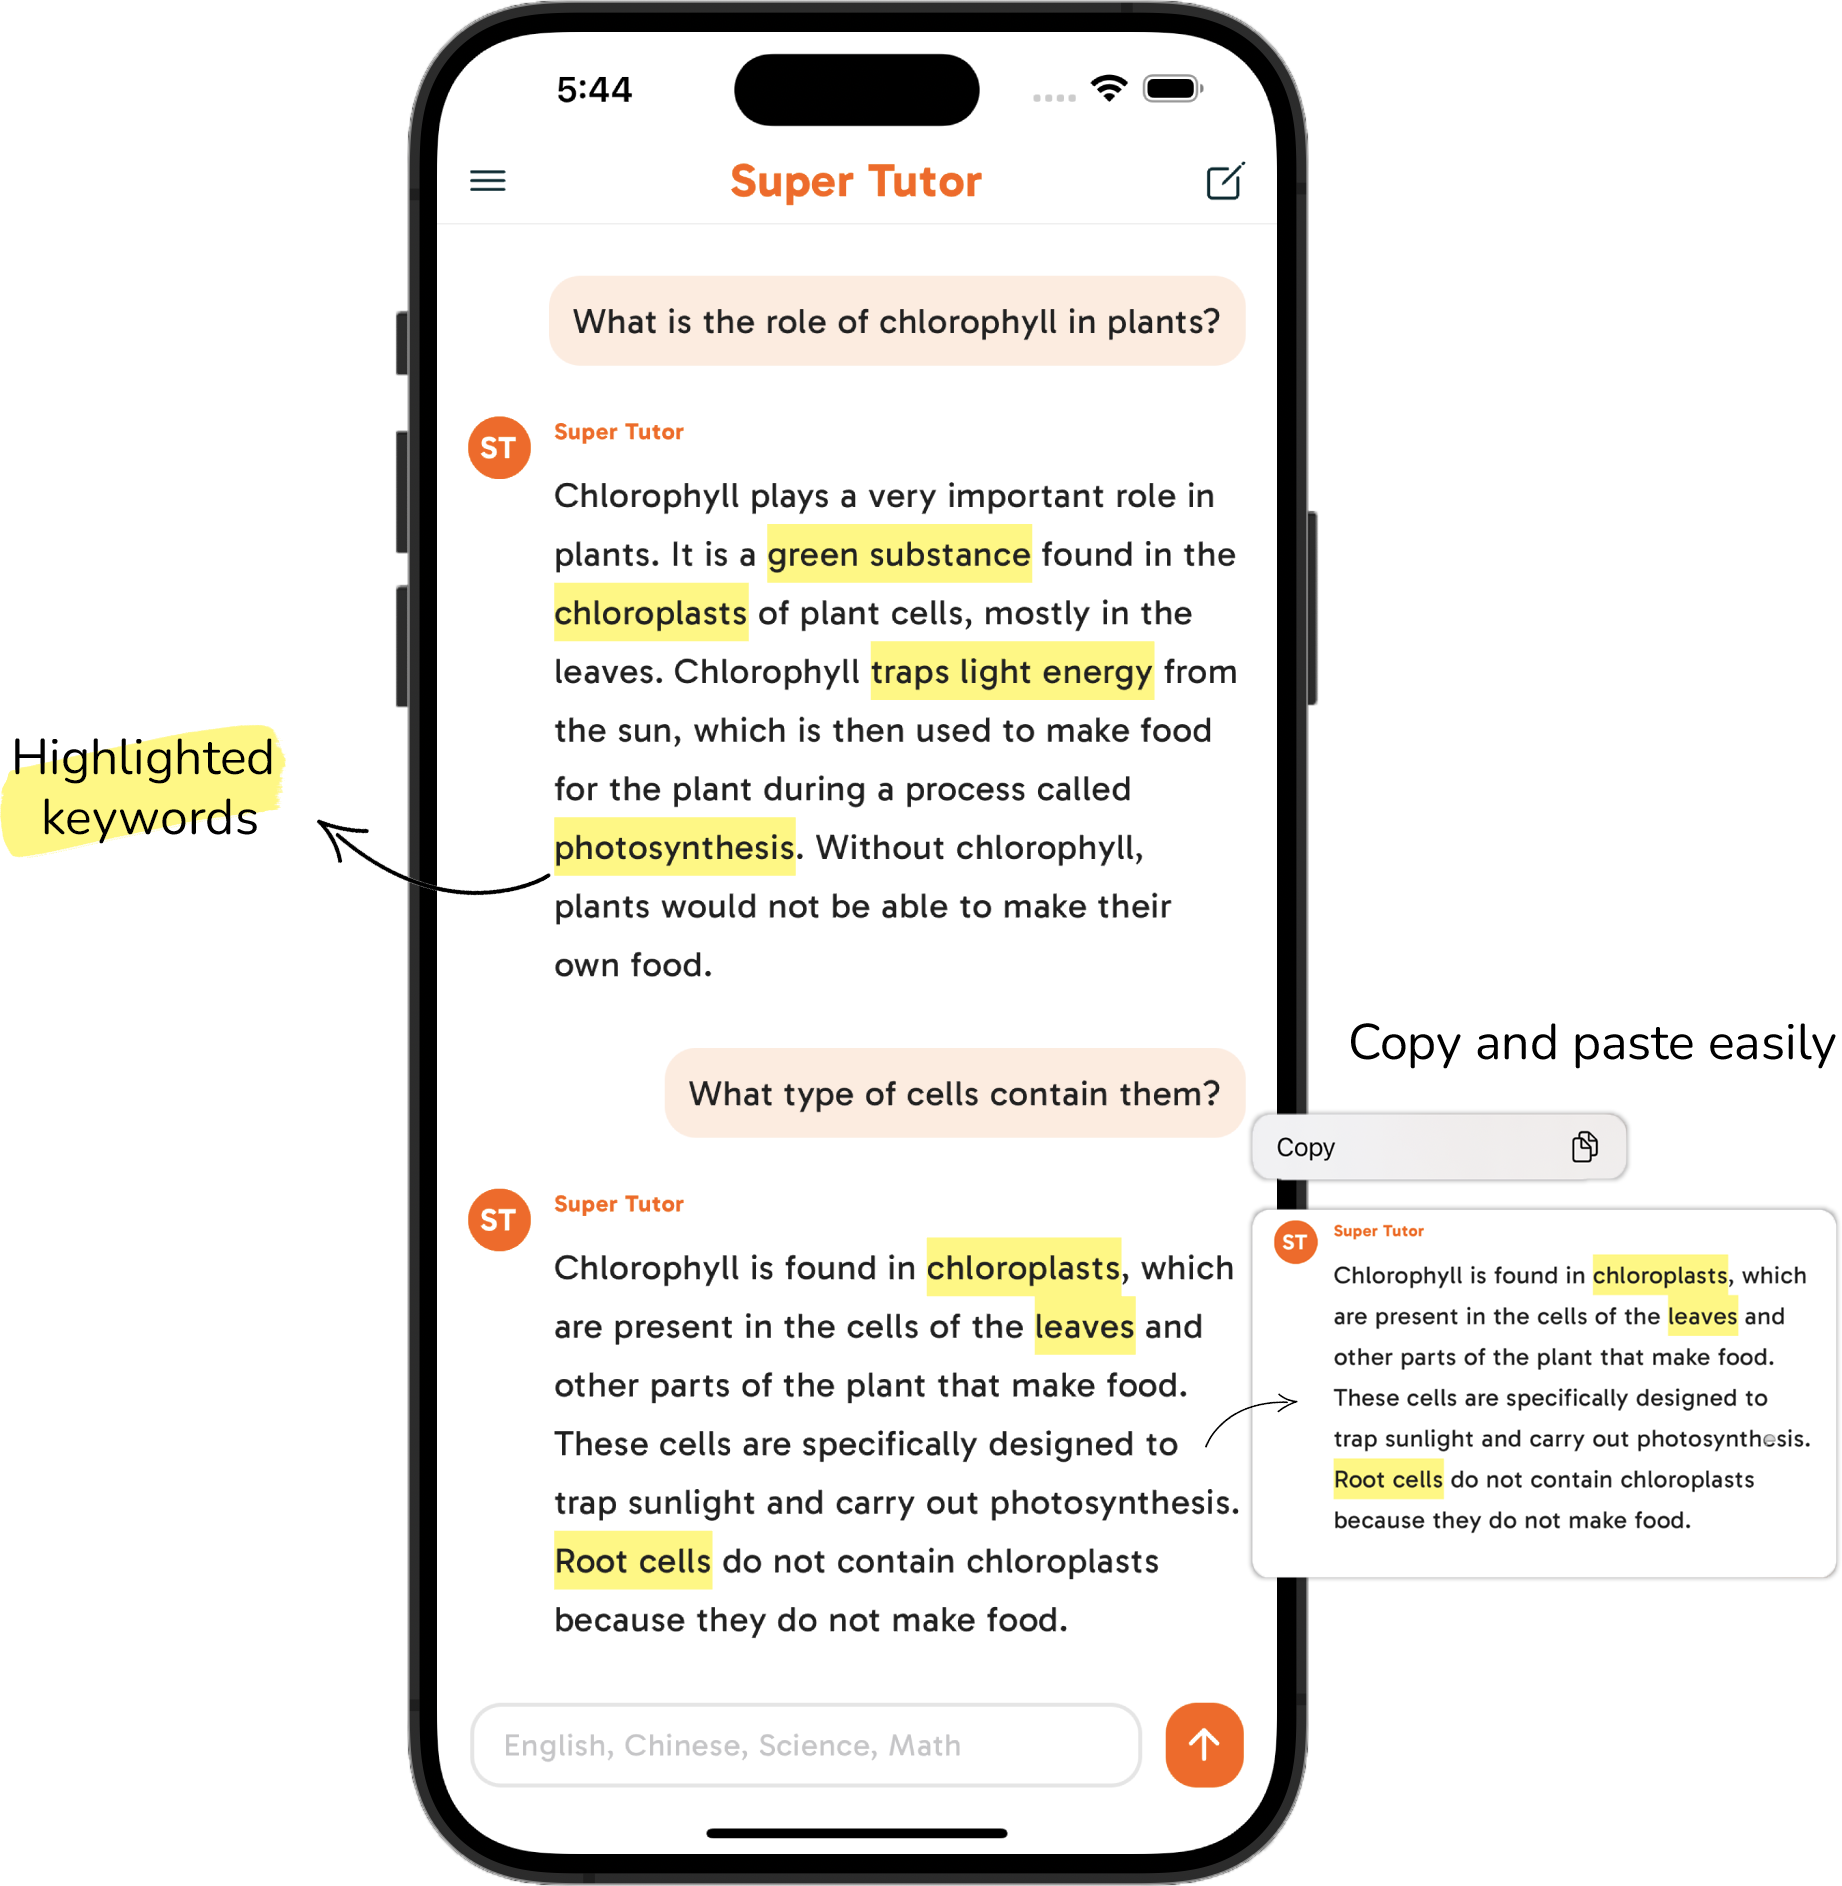 5:44
Super Tutor
What is the role of chlorophyll in plants?
ST
Super Tutor
Chlorophyll plays a very important role in
plants. It is a green substance found in the
chloroplasts of plant cells, mostly in the
leaves. Chlorophyll traps light energy from
the sun, which is then used to make food
for the plant during a process called
photosynthesis. Without chlorophyll,
plants would not be able to make their
own food.
Highlighted
keywords
What type of cells contain them?
ST
Super Tutor
Chlorophyll is found in chloroplasts, which
are present in the cells of the leaves and
other parts of the plant that make food.
These cells are specifically designed to
trap sunlight and carry out photosynthesis.
Root cells do not contain chloroplasts
because they do not make food.
English, Chinese, Science, Math
Copy and paste easily
Copy
ST
Super Tutor
Chlorophyll is found in chloroplasts, which
are present in the cells of the leaves and
other parts of the plant that make food.
These cells are specifically designed to
trap sunlight and carry out photosynthesis.
Root cells do not contain chloroplasts
because they do not make food.